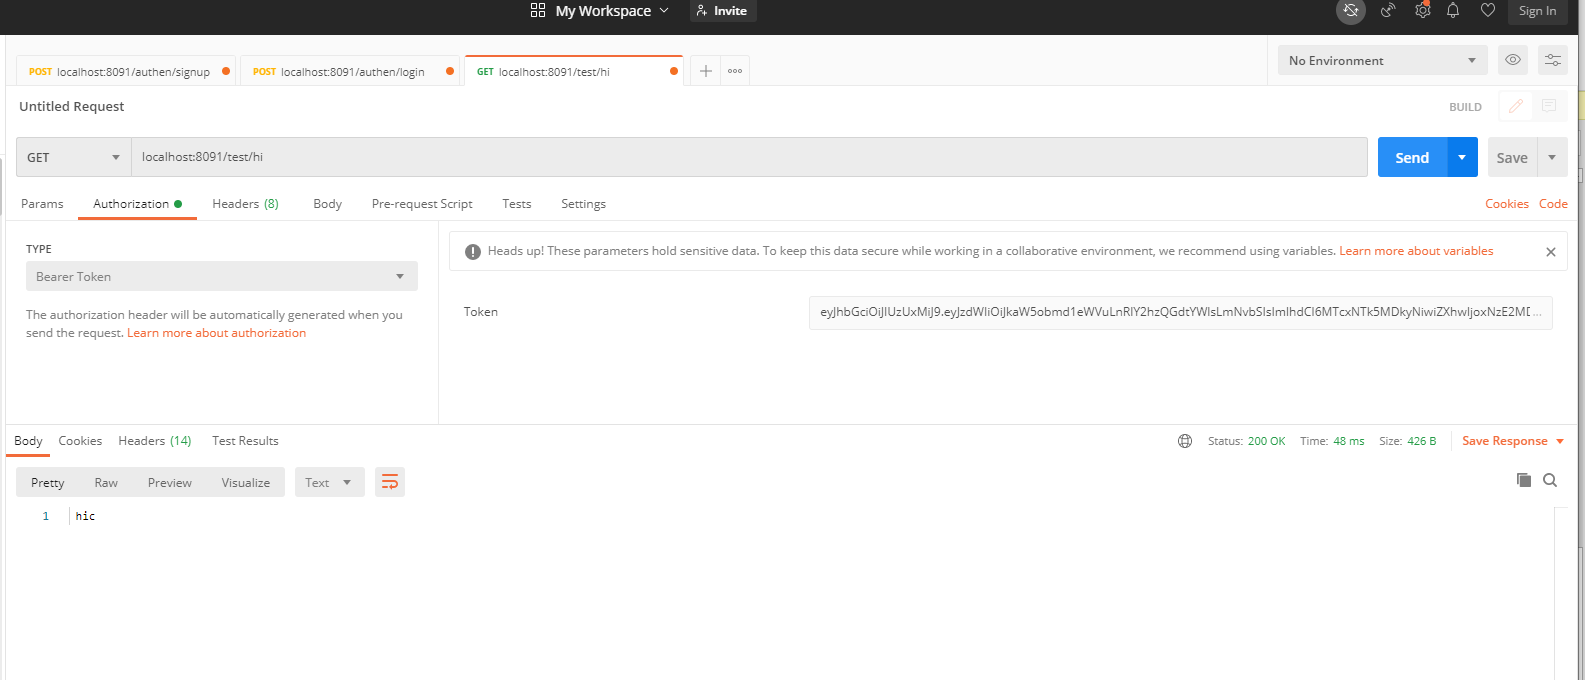 My Workspace
Invite
Sign In
POST localhost:8091/authen/signup
POST localhost:8091/authen/login
GET localhost:8091/test/hi
No Environment
Untitled Request
BUILD
GET
localhost:8091/test/hi
Send
Save
Params
Authorization
Headers (8)
Body
Pre-request Script
Tests
Settings
Cookies
Code
TYPE
Bearer Token
The authorization header will be automatically generated when you
send the request. Learn more about authorization
Heads up! These parameters hold sensitive data. To keep this data secure while working in a collaborative environment, we recommend using variables. Learn more about variables
Token
Body
Cookies
Headers (14)
Test Results
Status: 200 OK
Time: 48 ms
Size: 426 B
Save Response
Pretty
Raw
Preview
Visualize
Text
1
hic